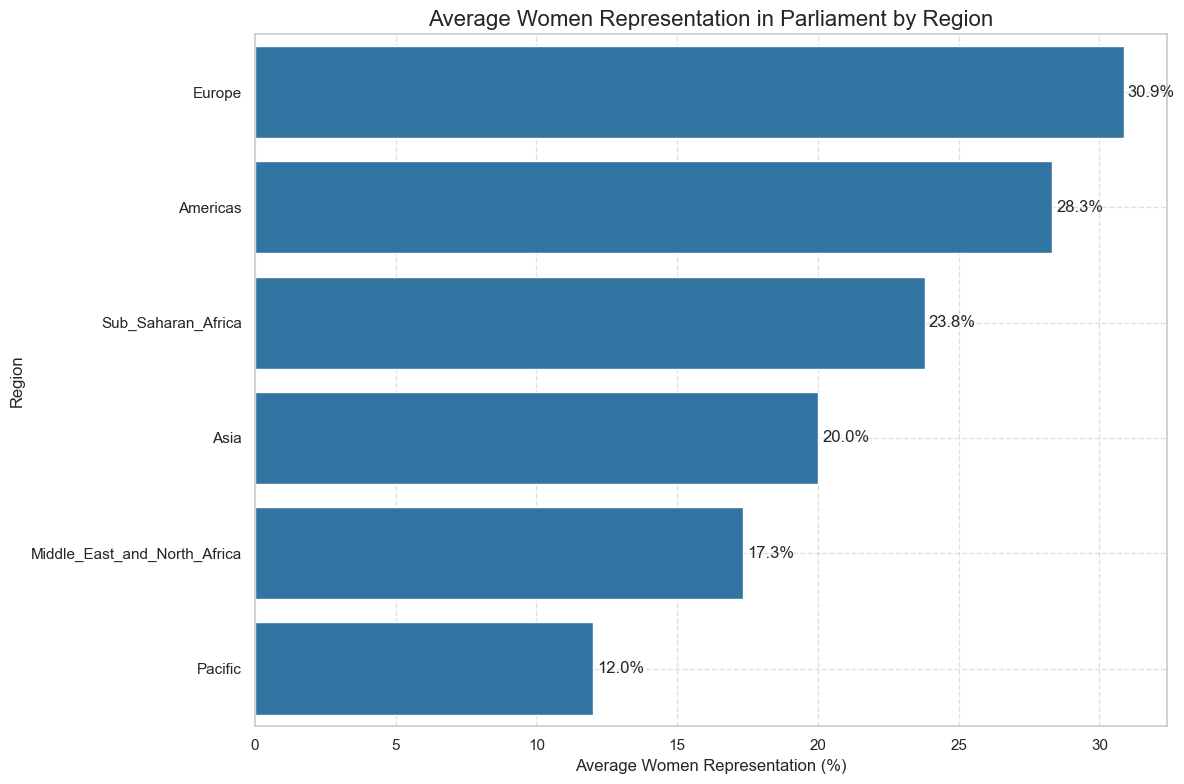 Average Women Representation in Parliament by Region
Region
Europe
30.9%
Americas
28.3%
Sub_Saharan_Africa
23.8%
Asia
20.0%
Middle_East_and_North_Africa
17.3%
Pacific
12.0%
0 5 10 15 20 25 30
Average Women Representation (%)